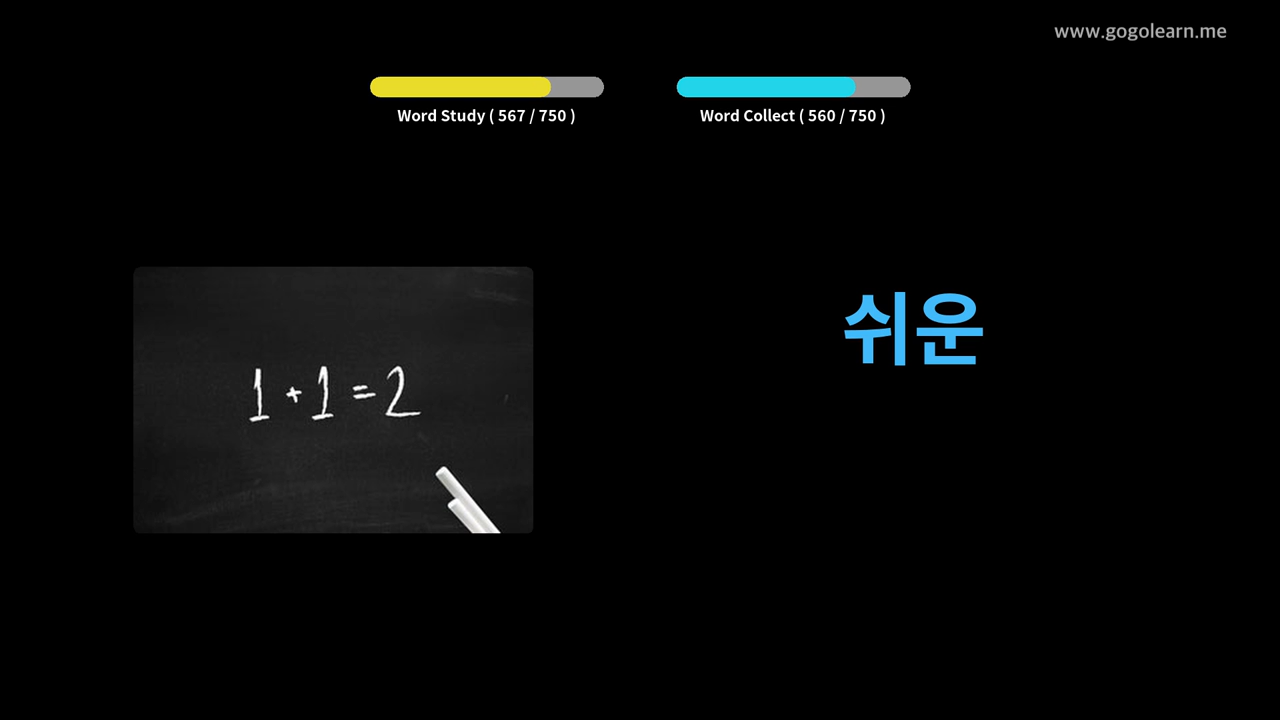 www.gogolearn.me
Word Study ( 567 / 750 )
Word Collect ( 560 / 750 )
쉬운
1 + 1 = 2